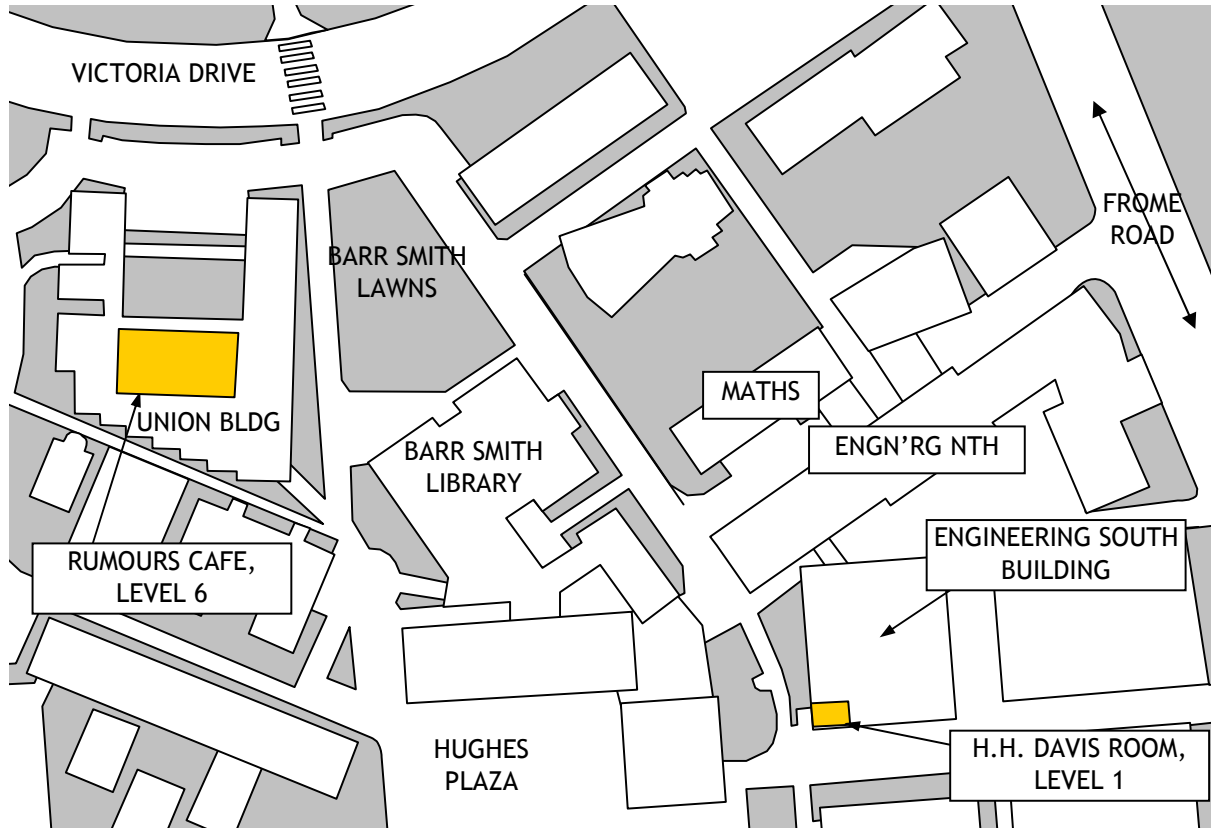 VICTORIA DRIVE
FROME
ROAD
BARR SMITH
LAWNS
MATHS
UNION BLDG
ENGN'RG NTH
BARR SMITH
LIBRARY
ENGINEERING SOUTH
BUILDING
RUMOURS CAFE,
LEVEL 6
HUGHES
PLAZA
H.H. DAVIS ROOM,
LEVEL 1